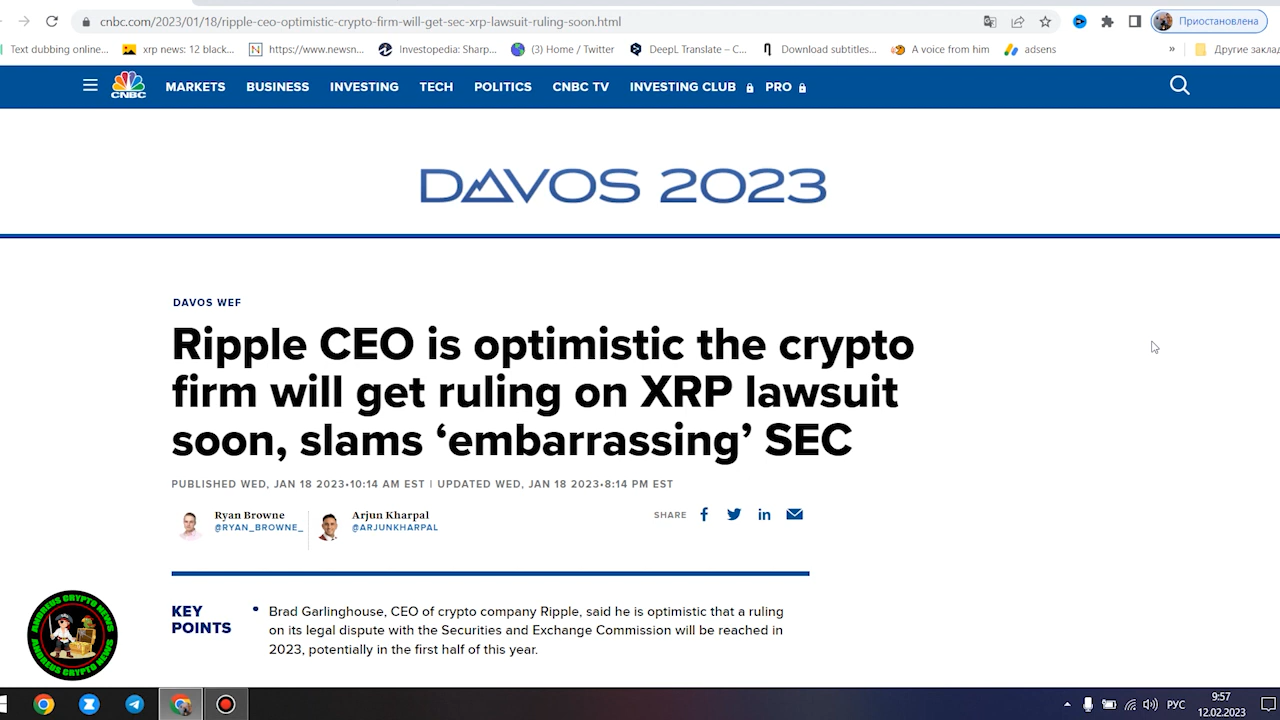 cnbc.com/2023/01/18/ripple-ceo-optimistic-crypto-firm-will-get-sec-xrp-lawsuit-ruling-soon.html
Приостановлена
Text dubbing online...
xrp news: 12 black...
https://www.newsn...
Investopedia: Sharp...
(3) Home / Twitter
DeepL Translate – C...
Download subtitles...
A voice from him
adsens
»
Другие заклад
CNBC
MARKETS
BUSINESS
INVESTING
TECH
POLITICS
CNBC TV
INVESTING CLUB
PRO
DAVOS 2023
DAVOS WEF
Ripple CEO is optimistic the crypto
firm will get ruling on XRP lawsuit
soon, slams ‘embarrassing’ SEC
PUBLISHED WED, JAN 18 2023•10:14 AM EST | UPDATED WED, JAN 18 2023•8:14 PM EST
Ryan Browne
@RYAN_BROWNE_
Arjun Kharpal
@ARJUNKHARPAL
SHARE
KEY
POINTS
• Brad Garlinghouse, CEO of crypto company Ripple, said he is optimistic that a ruling
on its legal dispute with the Securities and Exchange Commission will be reached in
2023, potentially in the first half of this year.
ANDREUS CRYPTO NEWS
ANDREUS CRYPTO NEWS
РУС
9:57
12.02.2023